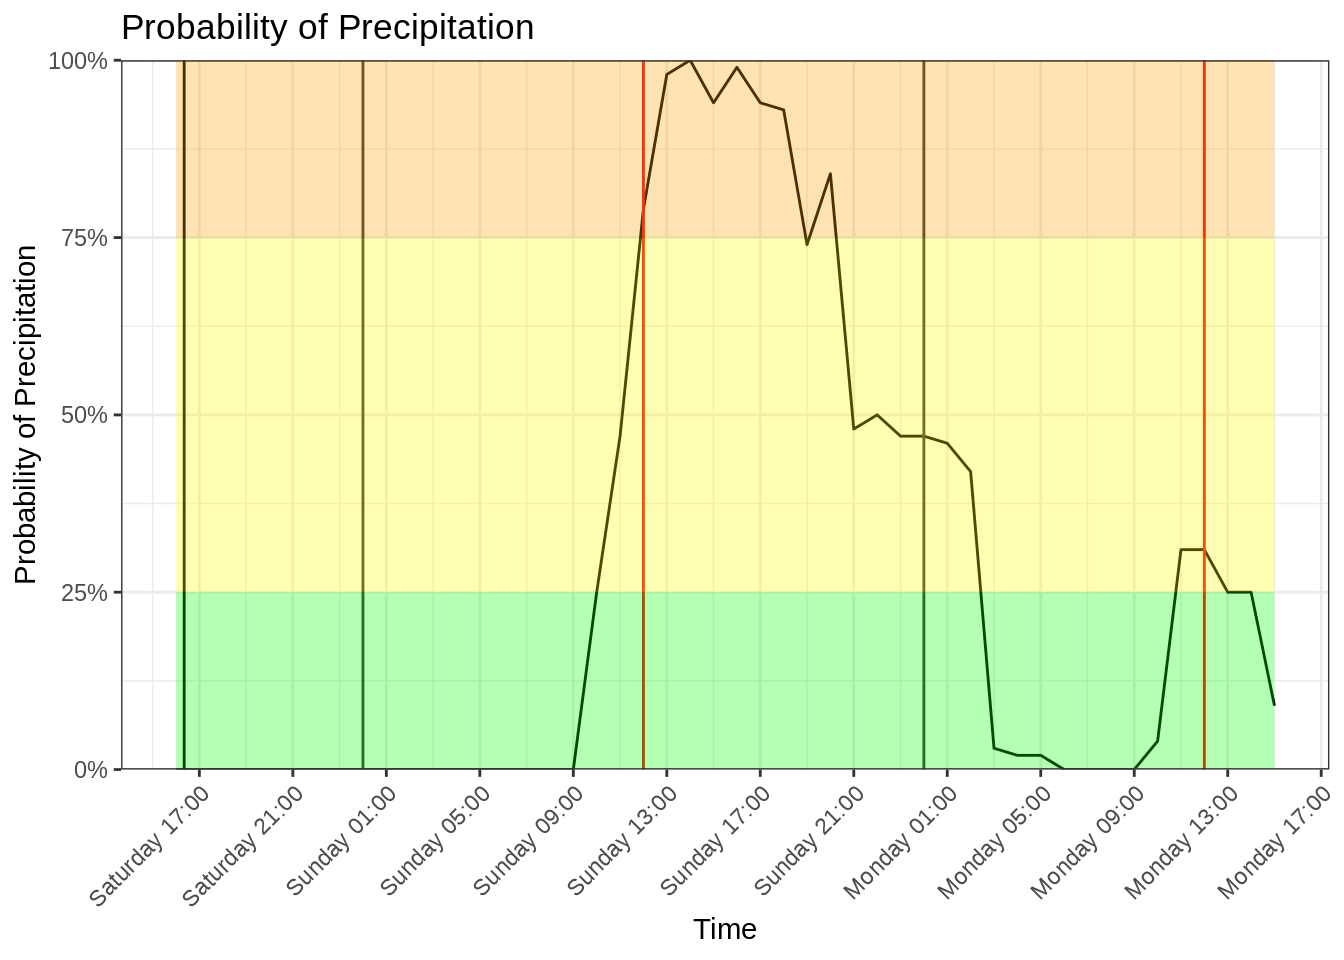 Probability of Precipitation
Probability of Precipitation
100%
75%
50%
25%
0%
Saturday 17:00
Saturday 21:00
Sunday 01:00
Sunday 05:00
Sunday 09:00
Sunday 13:00
Sunday 17:00
Sunday 21:00
Monday 01:00
Monday 05:00
Monday 09:00
Monday 13:00
Monday 17:00
Time